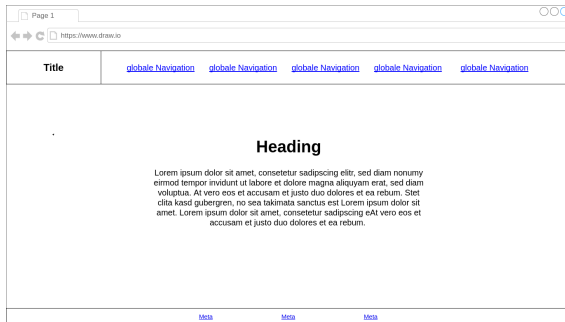 Page 1
https://www.draw.io
Title globale Navigation globale Navigation globale Navigation globale Navigation globale Navigation
Heading
Lorem ipsum dolor sit amet, consetetur sadipscing elitr, sed diam nonumy
eirmod tempor invidunt ut labore et dolore magna aliquyam erat, sed diam
voluptua. At vero eos et accusam et justo duo dolores et ea rebum. Stet
clita kasd gubergren, no sea takimata sanctus est Lorem ipsum dolor sit
amet. Lorem ipsum dolor sit amet, consetetur sadipscing eAt vero eos et
accusam et justo duo dolores et ea rebum.
Meta Meta Meta